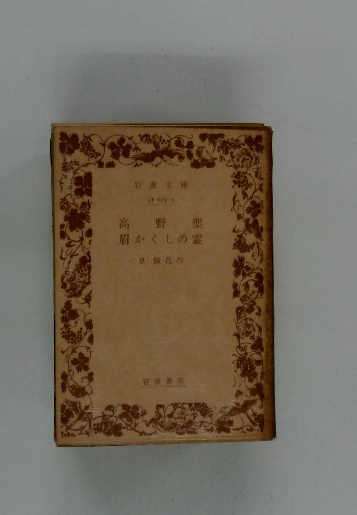 岩波文庫
高野聖
眉かくしの霊
泉鏡花作
岩波書店